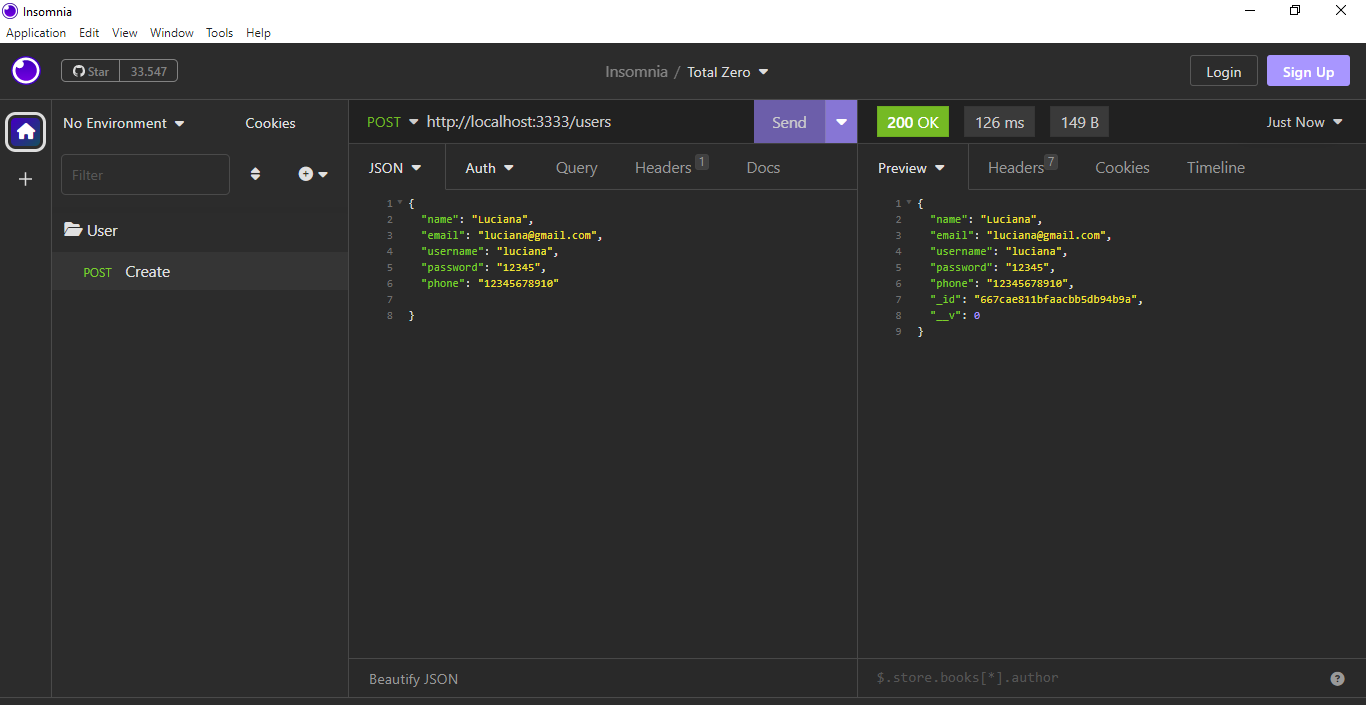 Insomnia
Application Edit View Window Tools Help
Star 33.547
Insomnia / Total Zero
Login
Sign Up
No Environment
Cookies
POST http://localhost:3333/users
Send
200 OK
126 ms
149 B
Just Now
Filter
JSON
Auth
Query
Headers 1
Docs
Preview
Headers 7
Cookies
Timeline
User
POST Create
1 {
2 "name": "Luciana",
3 "email": "luciana@gmail.com",
4 "username": "luciana",
5 "password": "12345",
6 "phone": "12345678910"
7
8 }
1 {
2 "name": "Luciana",
3 "email": "luciana@gmail.com",
4 "username": "luciana",
5 "password": "12345",
6 "phone": "12345678910",
7 "_id": "667cae811bfaacbb5db94b9a",
8 "__v": 0
9 }
Beautify JSON
$.store.books[*].author
?